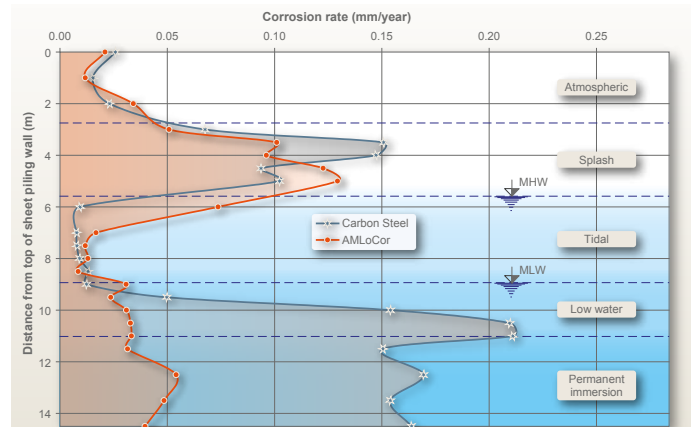 Corrosion rate (mm/year)
0.00 0.05 0.10 0.15 0.20 0.25
Distance from top of sheet piling wall (m)
0
2
4
6
8
10
12
14
Atmospheric
Splash
MHW
Carbon Steel
AMLoCor
Tidal
MLW
Low water
Permanent
immersion